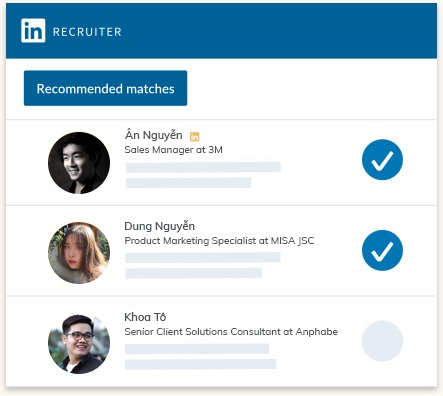 in RECRUITER
Recommended matches
Ân Nguyễn in
Sales Manager at 3M
Dung Nguyễn
Product Marketing Specialist at MISA JSC
Khoa Tô
Senior Client Solutions Consultant at Anphabe